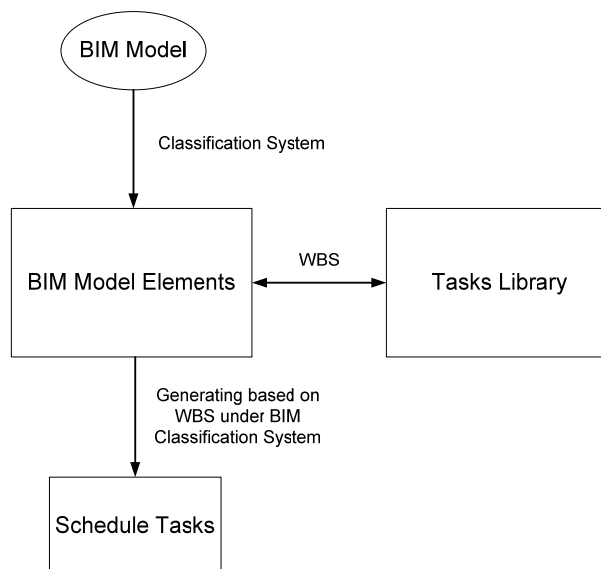 BIM Model
Classification System
BIM Model Elements
WBS
Tasks Library
Generating based on
WBS under BIM
Classification System
Schedule Tasks